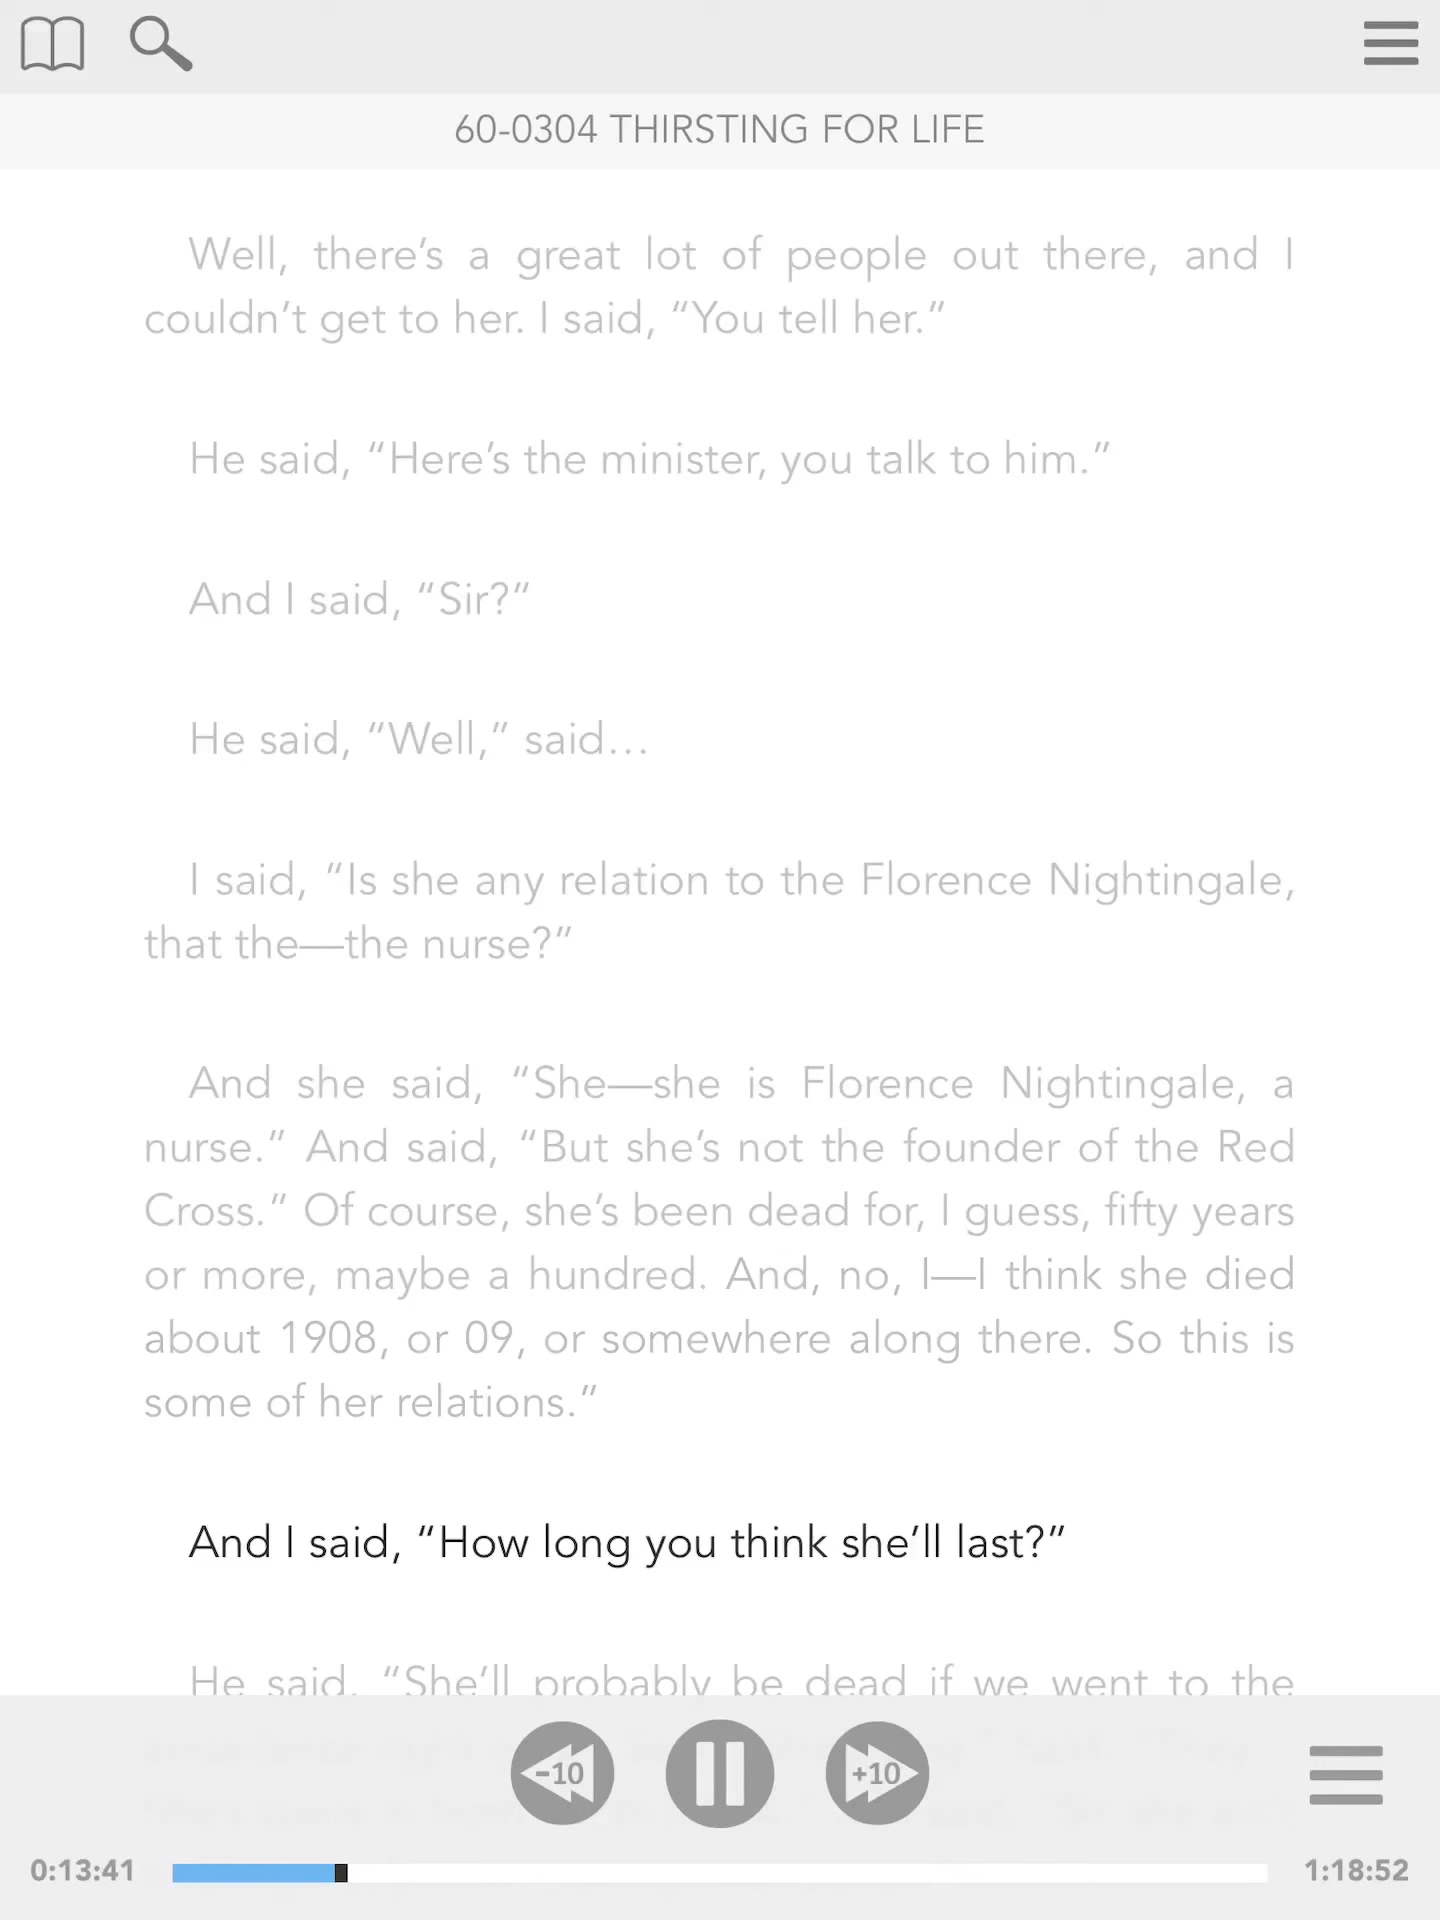 60-0304 THIRSTING FOR LIFE
Well, there’s a great lot of people out there, and I
couldn’t get to her. I said, “You tell her.”
He said, “Here’s the minister, you talk to him.”
And I said, “Sir?”
He said, “Well,” said…
I said, “Is she any relation to the Florence Nightingale,
that the—the nurse?”
And she said, “She—she is Florence Nightingale, a
nurse.” And said, “But she’s not the founder of the Red
Cross.” Of course, she’s been dead for, I guess, fifty years
or more, maybe a hundred. And, no, I—I think she died
about 1908, or 09, or somewhere along there. So this is
some of her relations.”
And I said, “How long you think she’ll last?”
He said, “She’ll probably be dead if we went to the
-10 +10
0:13:41 1:18:52